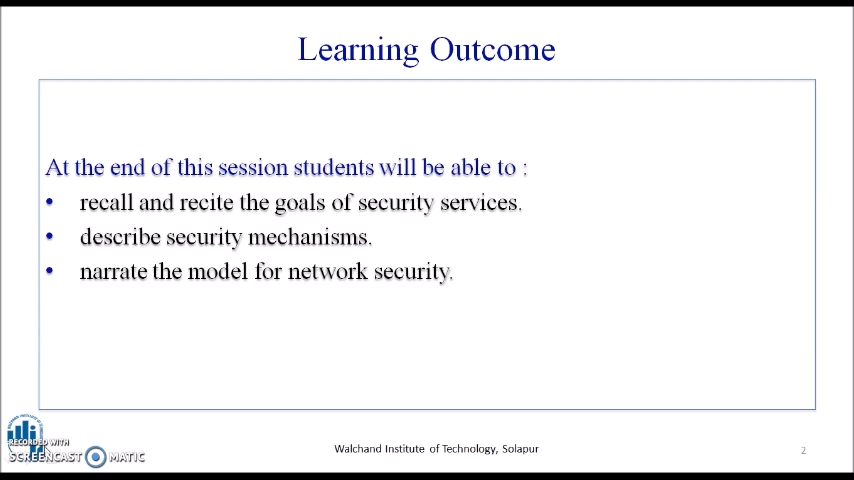 Learning Outcome
At the end of this session students will be able to :
• recall and recite the goals of security services.
• describe security mechanisms.
• narrate the model for network security.
RECORDED WITH
SCREENCAST MATIC
Walchand Institute of Technology, Solapur
2